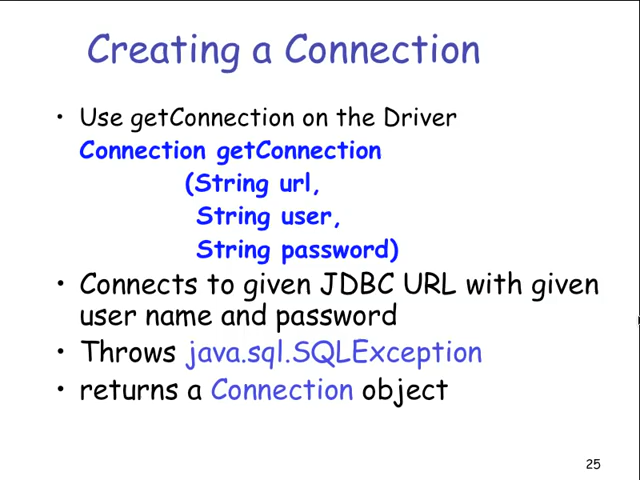 Creating a Connection
• Use getConnection on the Driver
Connection getConnection
(String url,
String user,
String password)
• Connects to given JDBC URL with given
user name and password
• Throws java.sql.SQLException
• returns a Connection object
25